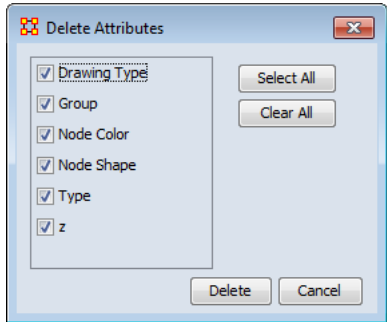 Delete Attributes
Drawing Type
Group
Node Color
Node Shape
Type
z
Select All
Clear All
Delete
Cancel